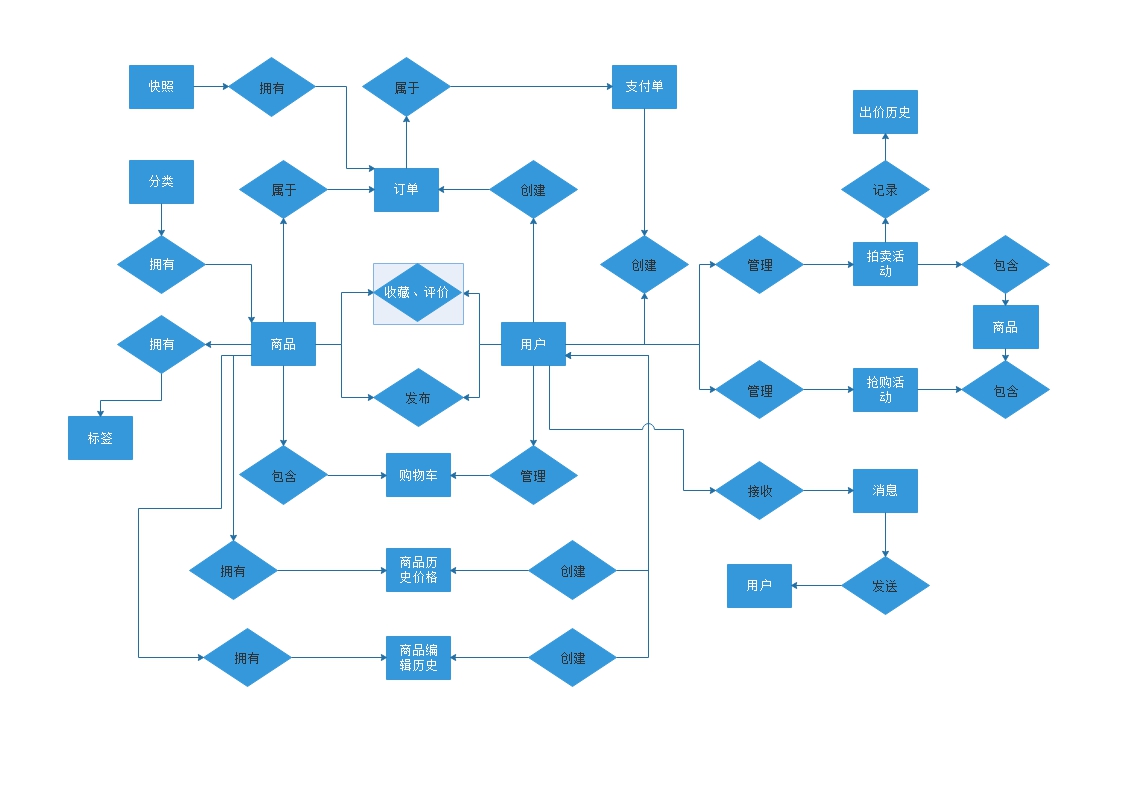 快照
拥有
属于
支付单
出价历史
分类
属于
订单
创建
记录
拥有
收藏、评价
创建
管理
拍卖活
动
包含
拥有
商品
用户
商品
标签
发布
管理
抢购活
动
包含
包含
购物车
管理
接收
消息
拥有
商品历
史价格
创建
用户
发送
拥有
商品编
辑历史
创建